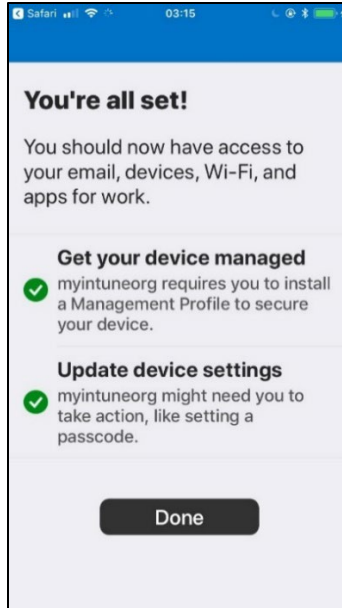 Safari 03:15
You're all set!
You should now have access to
your email, devices, Wi-Fi, and
apps for work.
Get your device managed
myintuneorg requires you to install
a Management Profile to secure
your device.
Update device settings
myintuneorg might need you to
take action, like setting a
passcode.
Done